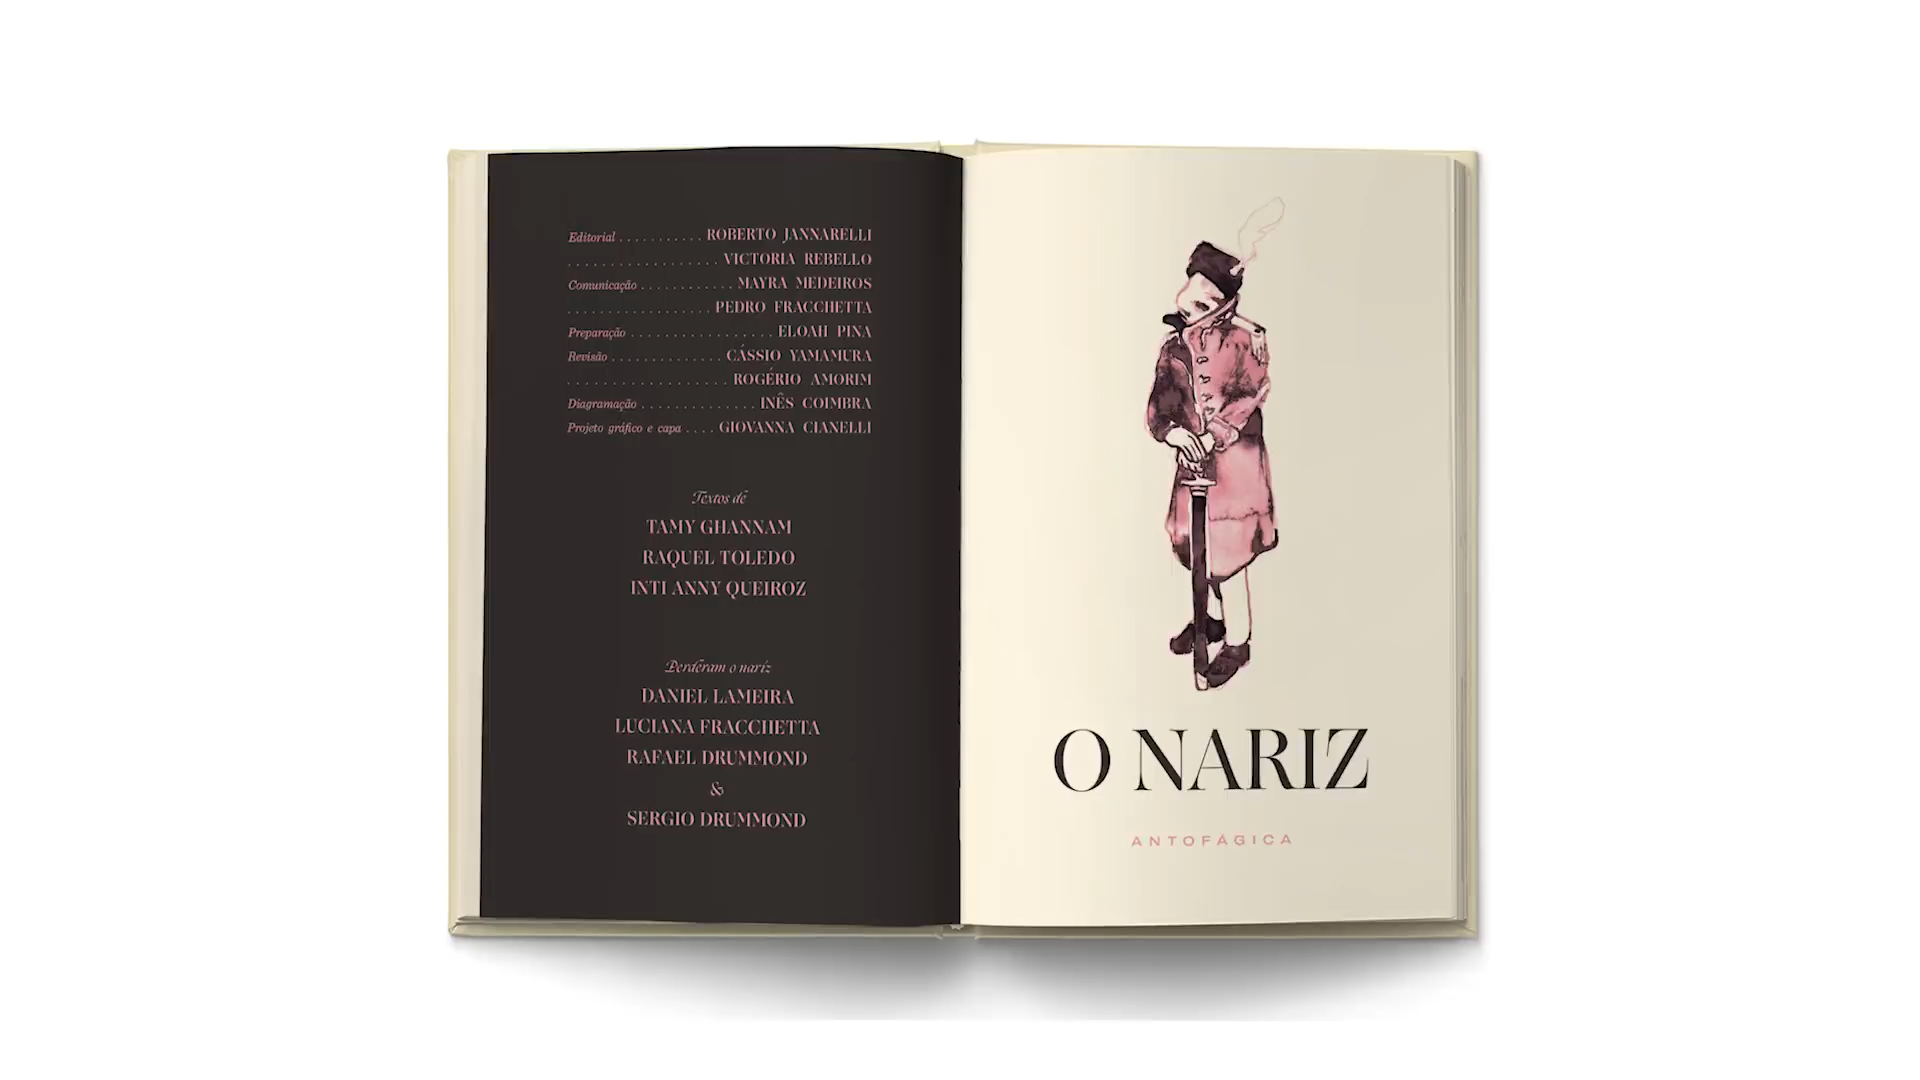 Editorial . . . . . . . . . . . ROBERTO JANNARELLI
. . . . . . . . . . . . . . . . . . . VICTORIA REBELLO
Comunicação . . . . . . . . . . . . MAYRA MEDEIROS
. . . . . . . . . . . . . . . . . . PEDRO FRACCHETTA
Preparação . . . . . . . . . . . . . . . . . . ELOAH PINA
Revisão . . . . . . . . . . . . . . CÁSSIO YAMAMURA
. . . . . . . . . . . . . . . . . . . . ROGÉRIO AMORIM
Diagramação . . . . . . . . . . . . . . INÊS COIMBRA
Projeto gráfico e capa . . . . GIOVANNA CIANELLI
Textos de
TAMY GHANNAM
RAQUEL TOLEDO
INTI ANNY QUEIROZ
Perderam o nariz
DANIEL LAMEIRA
LUCIANA FRACCHETTA
RAFAEL DRUMMOND
&
SERGIO DRUMMOND
O NARIZ
ANTOFÁGICA